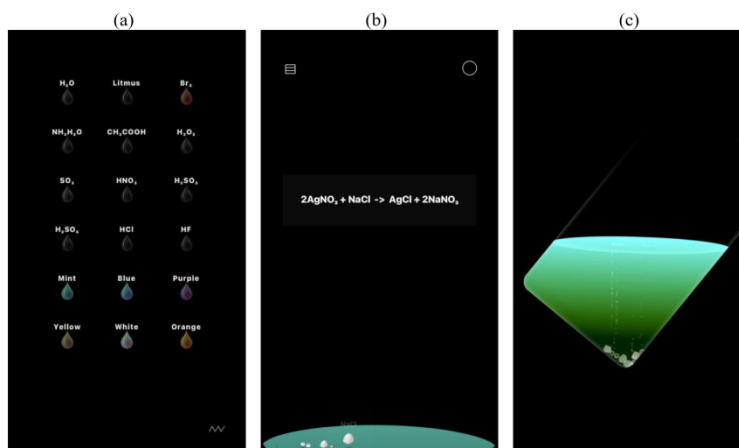 (a) (b) (c)
H₂O Litmus Br₂
NH₃H₂O CH₃COOH H₂O₂
SO₂ HNO₃ H₂SO₃
H₂SO₄ HCl HF
Mint Blue Purple
Yellow White Orange
2AgNO₃ + NaCl -> AgCl + 2NaNO₃
NaCl